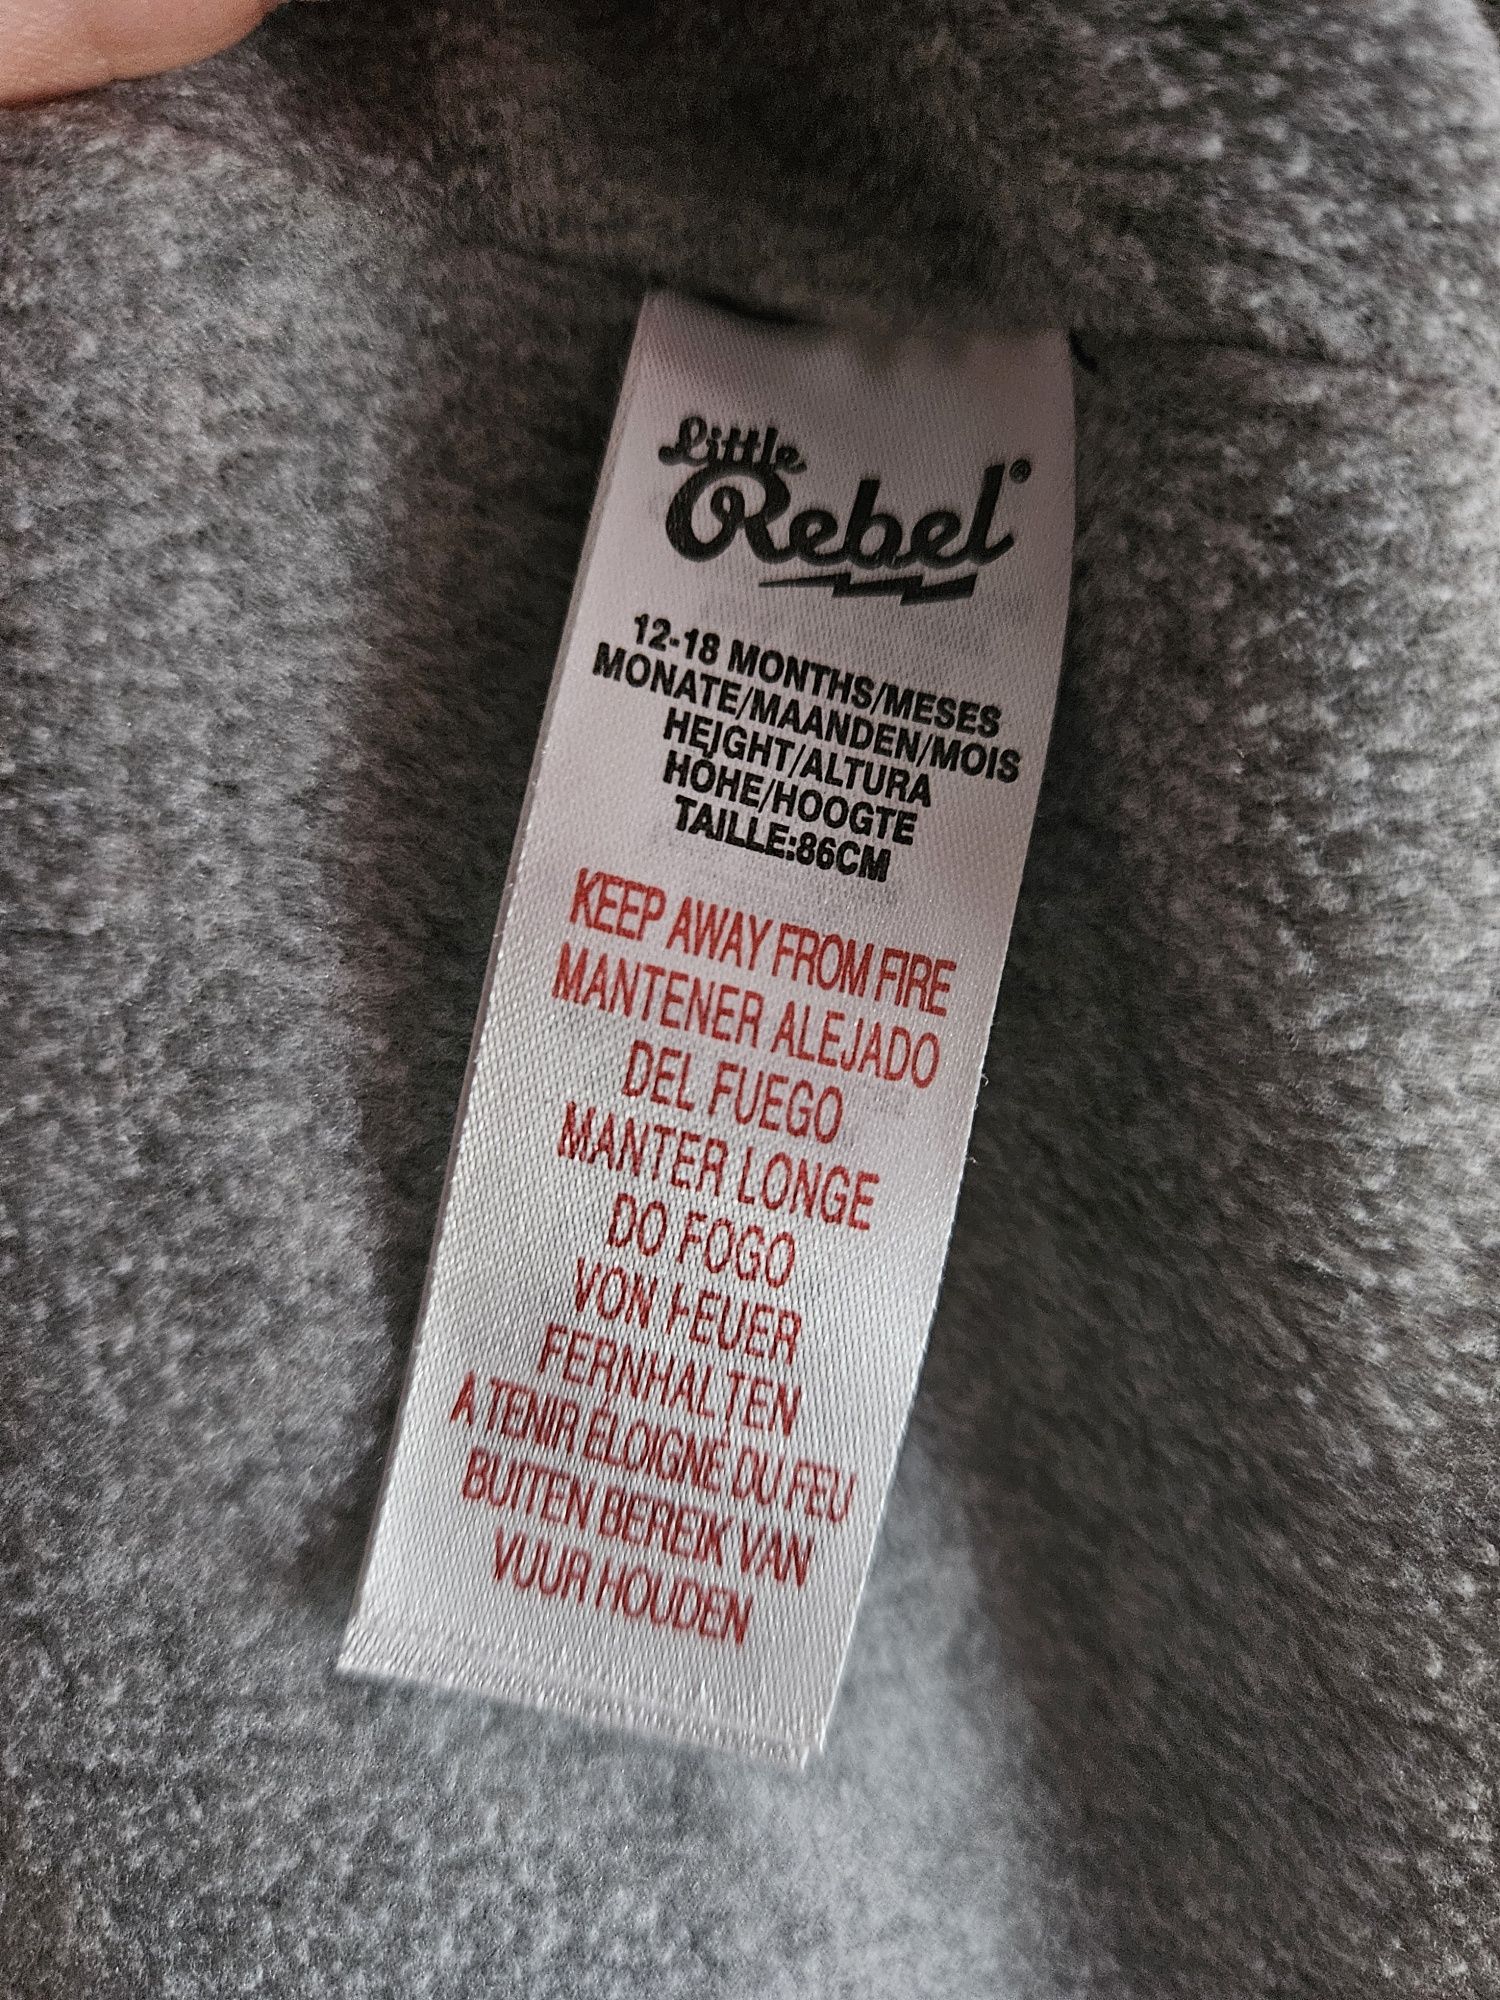 Little
Rebel®
12-18 MONTHS/MESES
MONATE/MAANDEN/MOIS
HEIGHT/ALTURA
HÖHE/HOOGTE
TAILLE:86CM
KEEP AWAY FROM FIRE
MANTENER ALEJADO
DEL FUEGO
MANTER LONGE
DO FOGO
VON FEUER
FERNHALTEN
A TENIR ÉLOIGNÉ DU FEU
BUITEN BEREIK VAN
VUUR HOUDEN